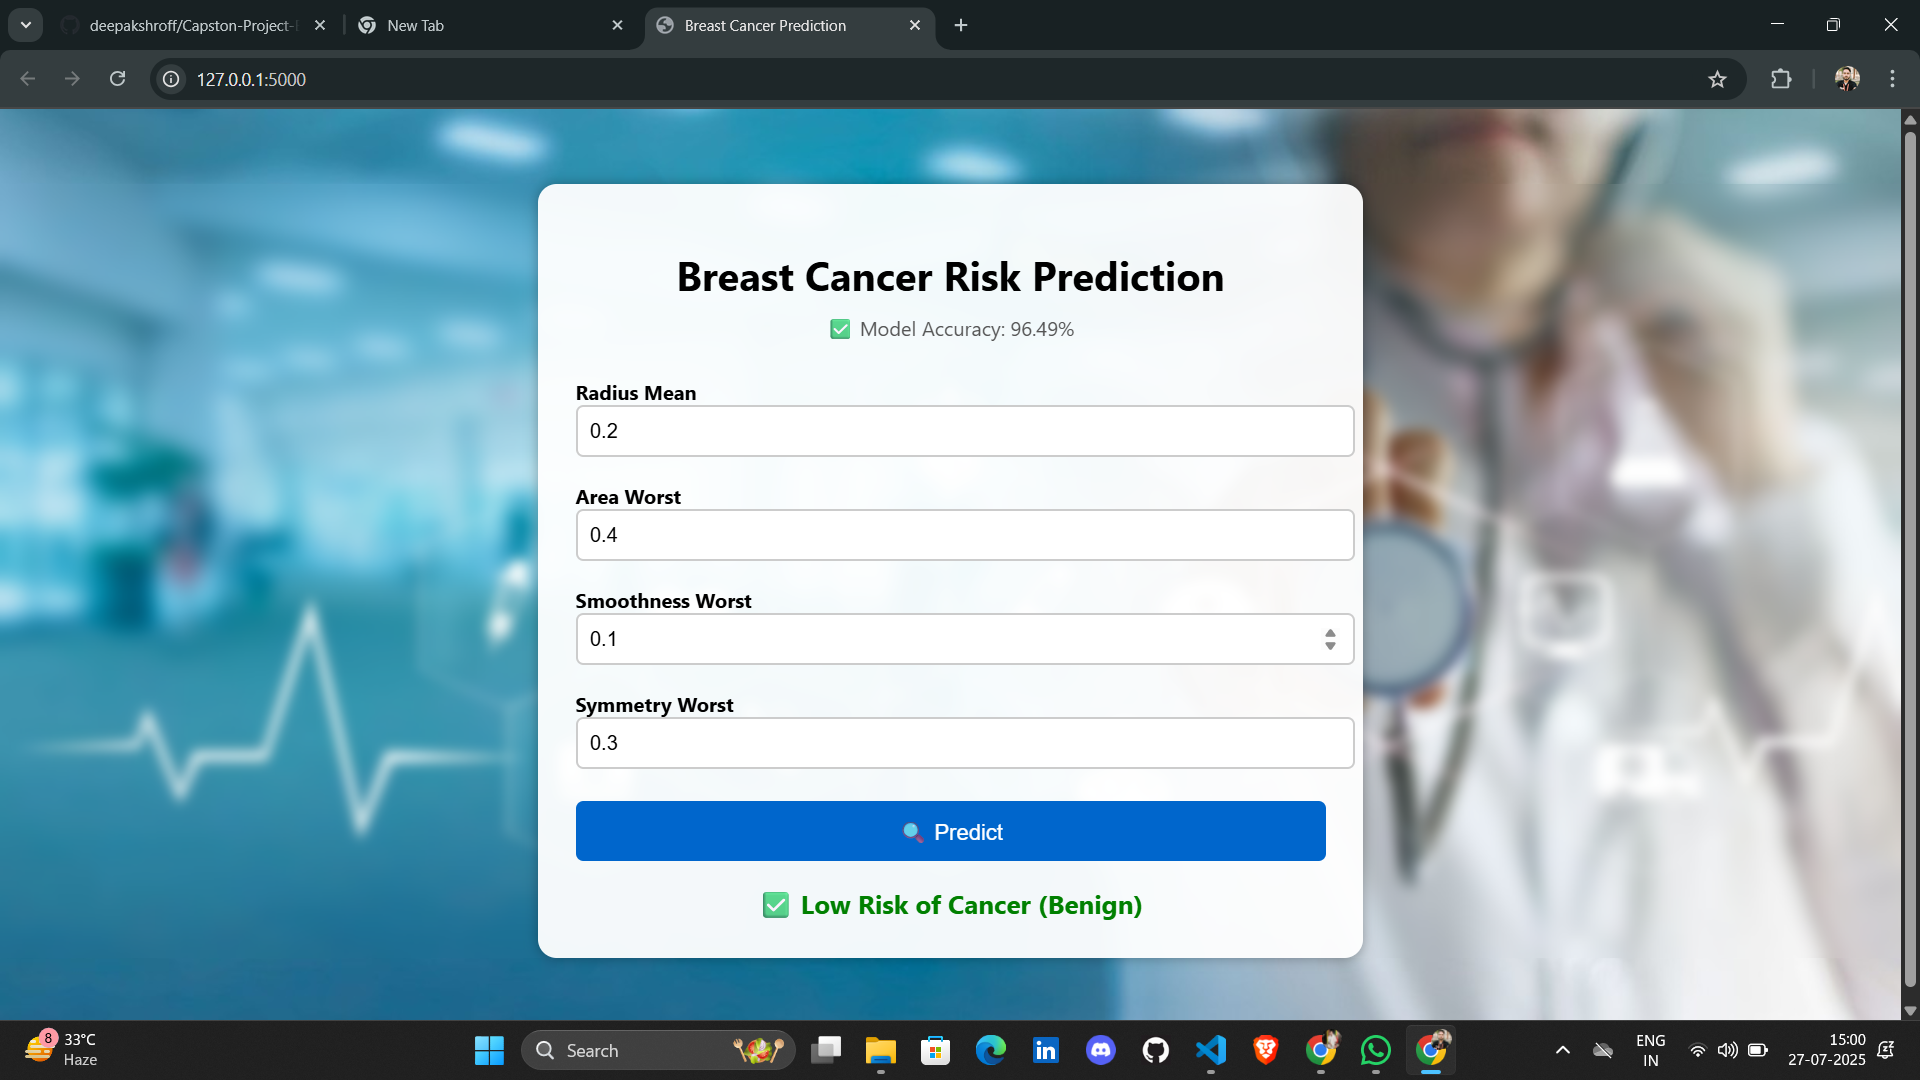 deepakshroff/Capston-Project-
New Tab
Breast Cancer Prediction
127.0.0.1:5000
Breast Cancer Risk Prediction
✅ Model Accuracy: 96.49%
Radius Mean
0.2
Area Worst
0.4
Smoothness Worst
0.1
Symmetry Worst
0.3
🔍 Predict
✅ Low Risk of Cancer (Benign)
8
33°C
Haze
Search
ENG
IN
15:00
27-07-2025